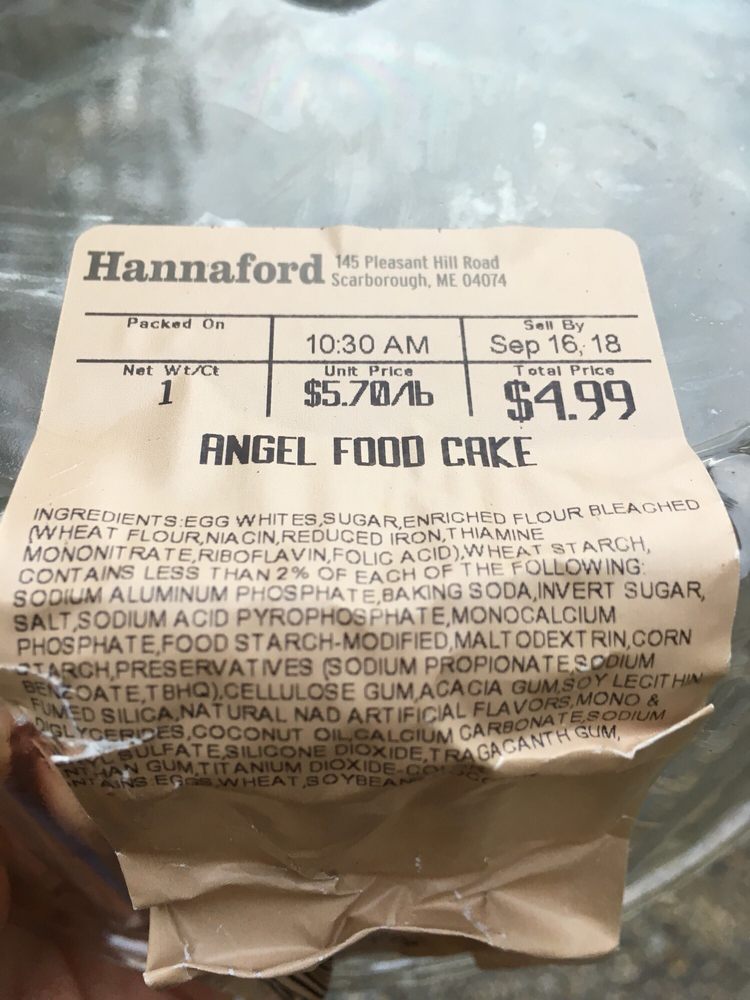 Hannaford
145 Pleasant Hill Road
Scarborough, ME 04074
Packed On
10:30 AM
Sell By
Sep 16, 18
Net Wt/Ct
1
Unit Price
$5.70/lb
Total Price
$4.99
ANGEL FOOD CAKE
INGREDIENTS:EGG WHITES,SUGAR,ENRICHED FLOUR BLEACHED
(WHEAT FLOUR,NIACIN,REDUCED IRON,THIAMINE
MONONITRATE,RIBOFLAVIN,FOLIC ACID),WHEAT STARCH,
CONTAINS LESS THAN 2% OF EACH OF THE FOLLOWING:
SODIUM ALUMINUM PHOSPHATE,BAKING SODA,INVERT SUGAR,
SALT,SODIUM ACID PYROPHOSPHATE,MONOCALCIUM
PHOSPHATE,FOOD STARCH-MODIFIED,MALTODEXTRIN,CORN
STARCH,PRESERVATIVES (SODIUM PROPIONATE,SODIUM
BENZOATE,TBHQ),CELLULOSE GUM,ACACIA GUM,SOY LECITHIN
FUMED SILICA,NATURAL NAD ARTIFICIAL FLAVORS,MONO &
DIGLYCERIDES,COCONUT OIL,CALCIUM CARBONATE,SODIUM
SULFATE,SILICONE DIOXIDE,TRAGACANTH GUM,
GUM,TITANIUM DIOXIDE-
EGGS,WHEAT,SOYBEAN